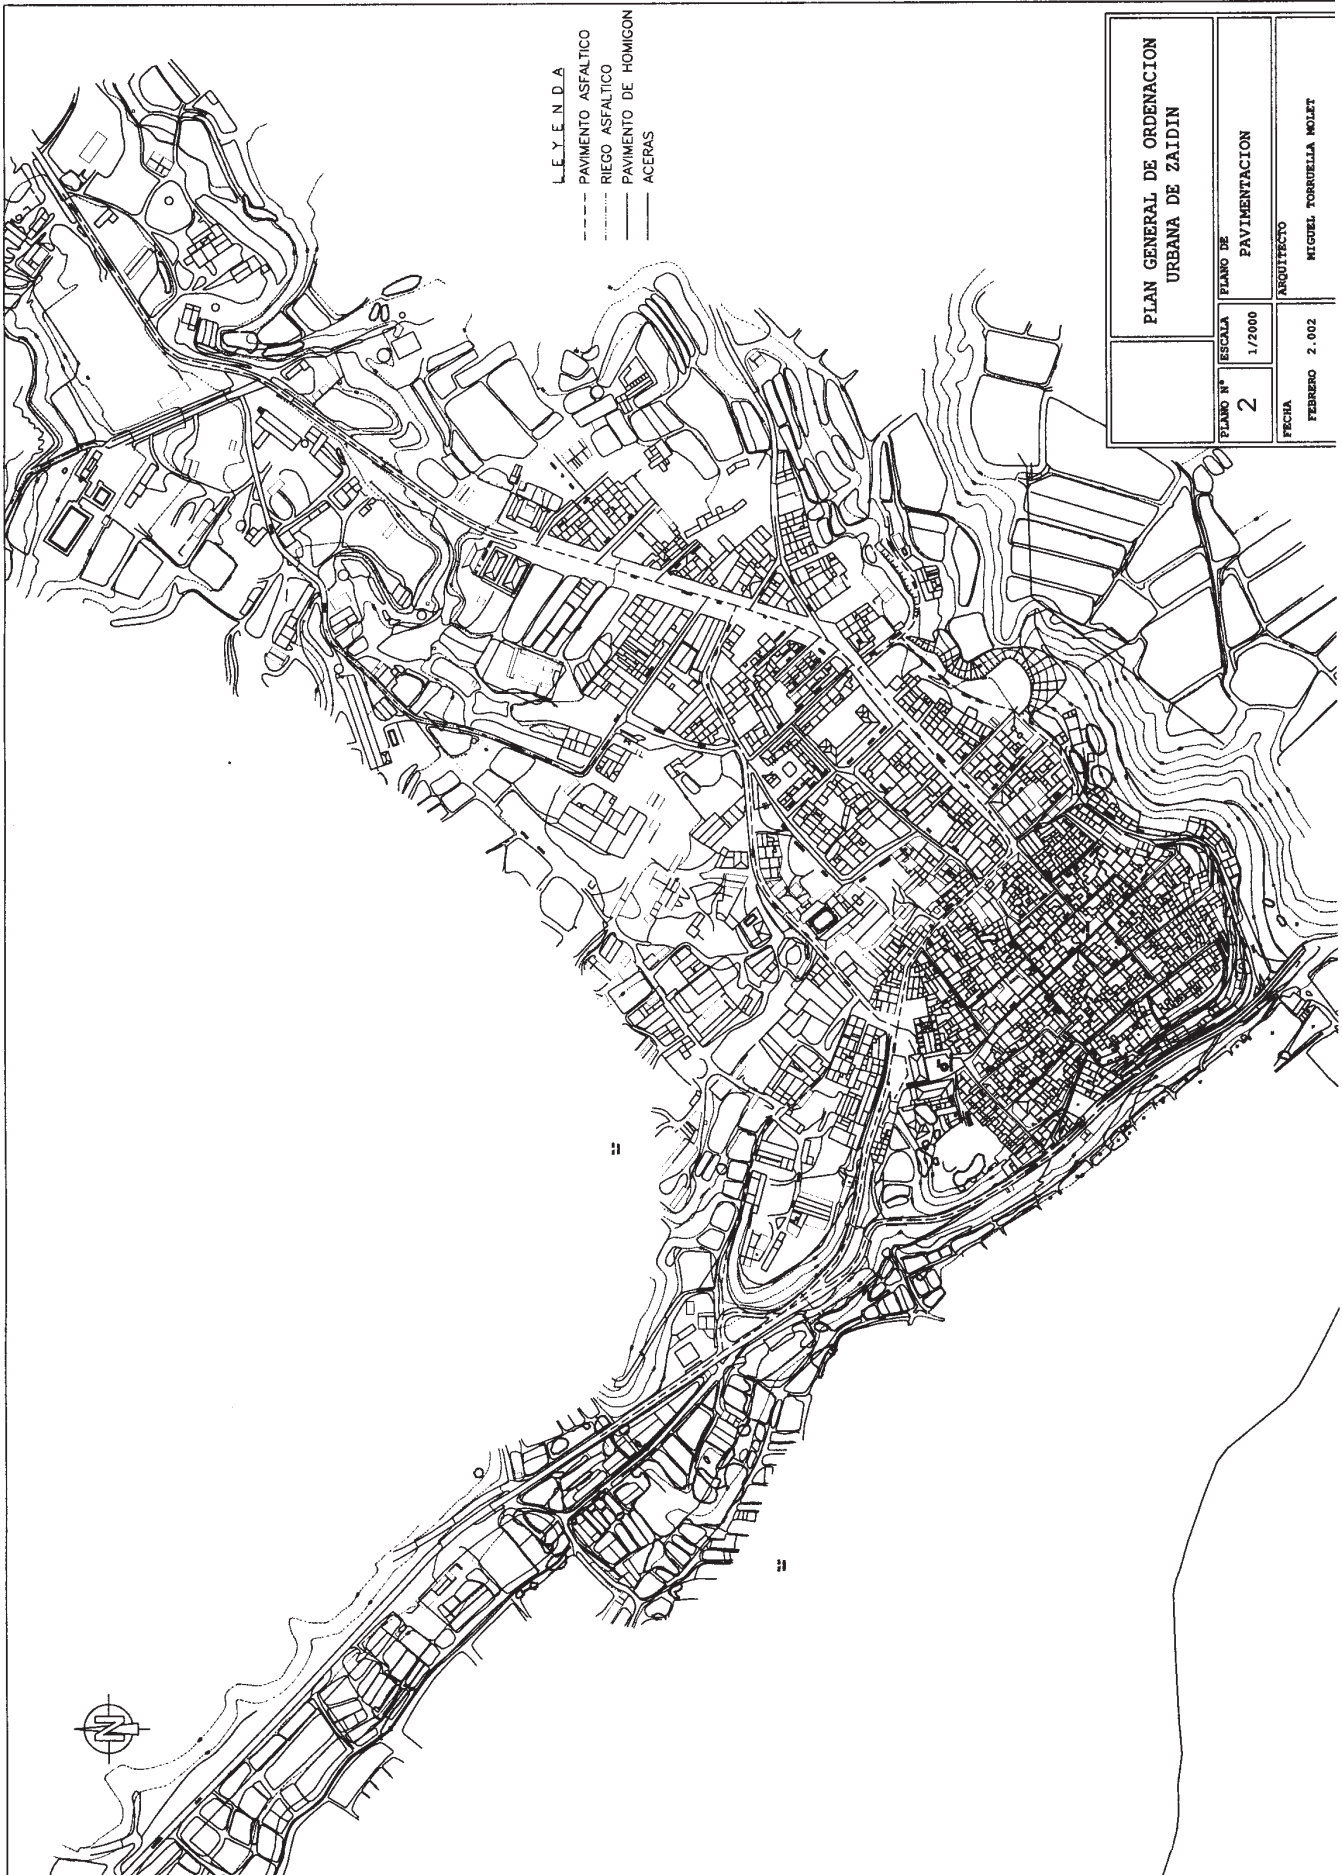 L E Y E N D A
PAVIMENTO ASFALTICO
RIEGO ASFALTICO
PAVIMENTO DE HOMIGON
ACERAS
PLAN GENERAL DE ORDENACION
URBANA DE ZAIDIN
PLANO Nº
2
ESCALA
1/2000
PLANO DE
PAVIMENTACION
FECHA
FEBRERO 2.002
ARQUITECTO
MIGUEL TORRUELLA MOLET
N